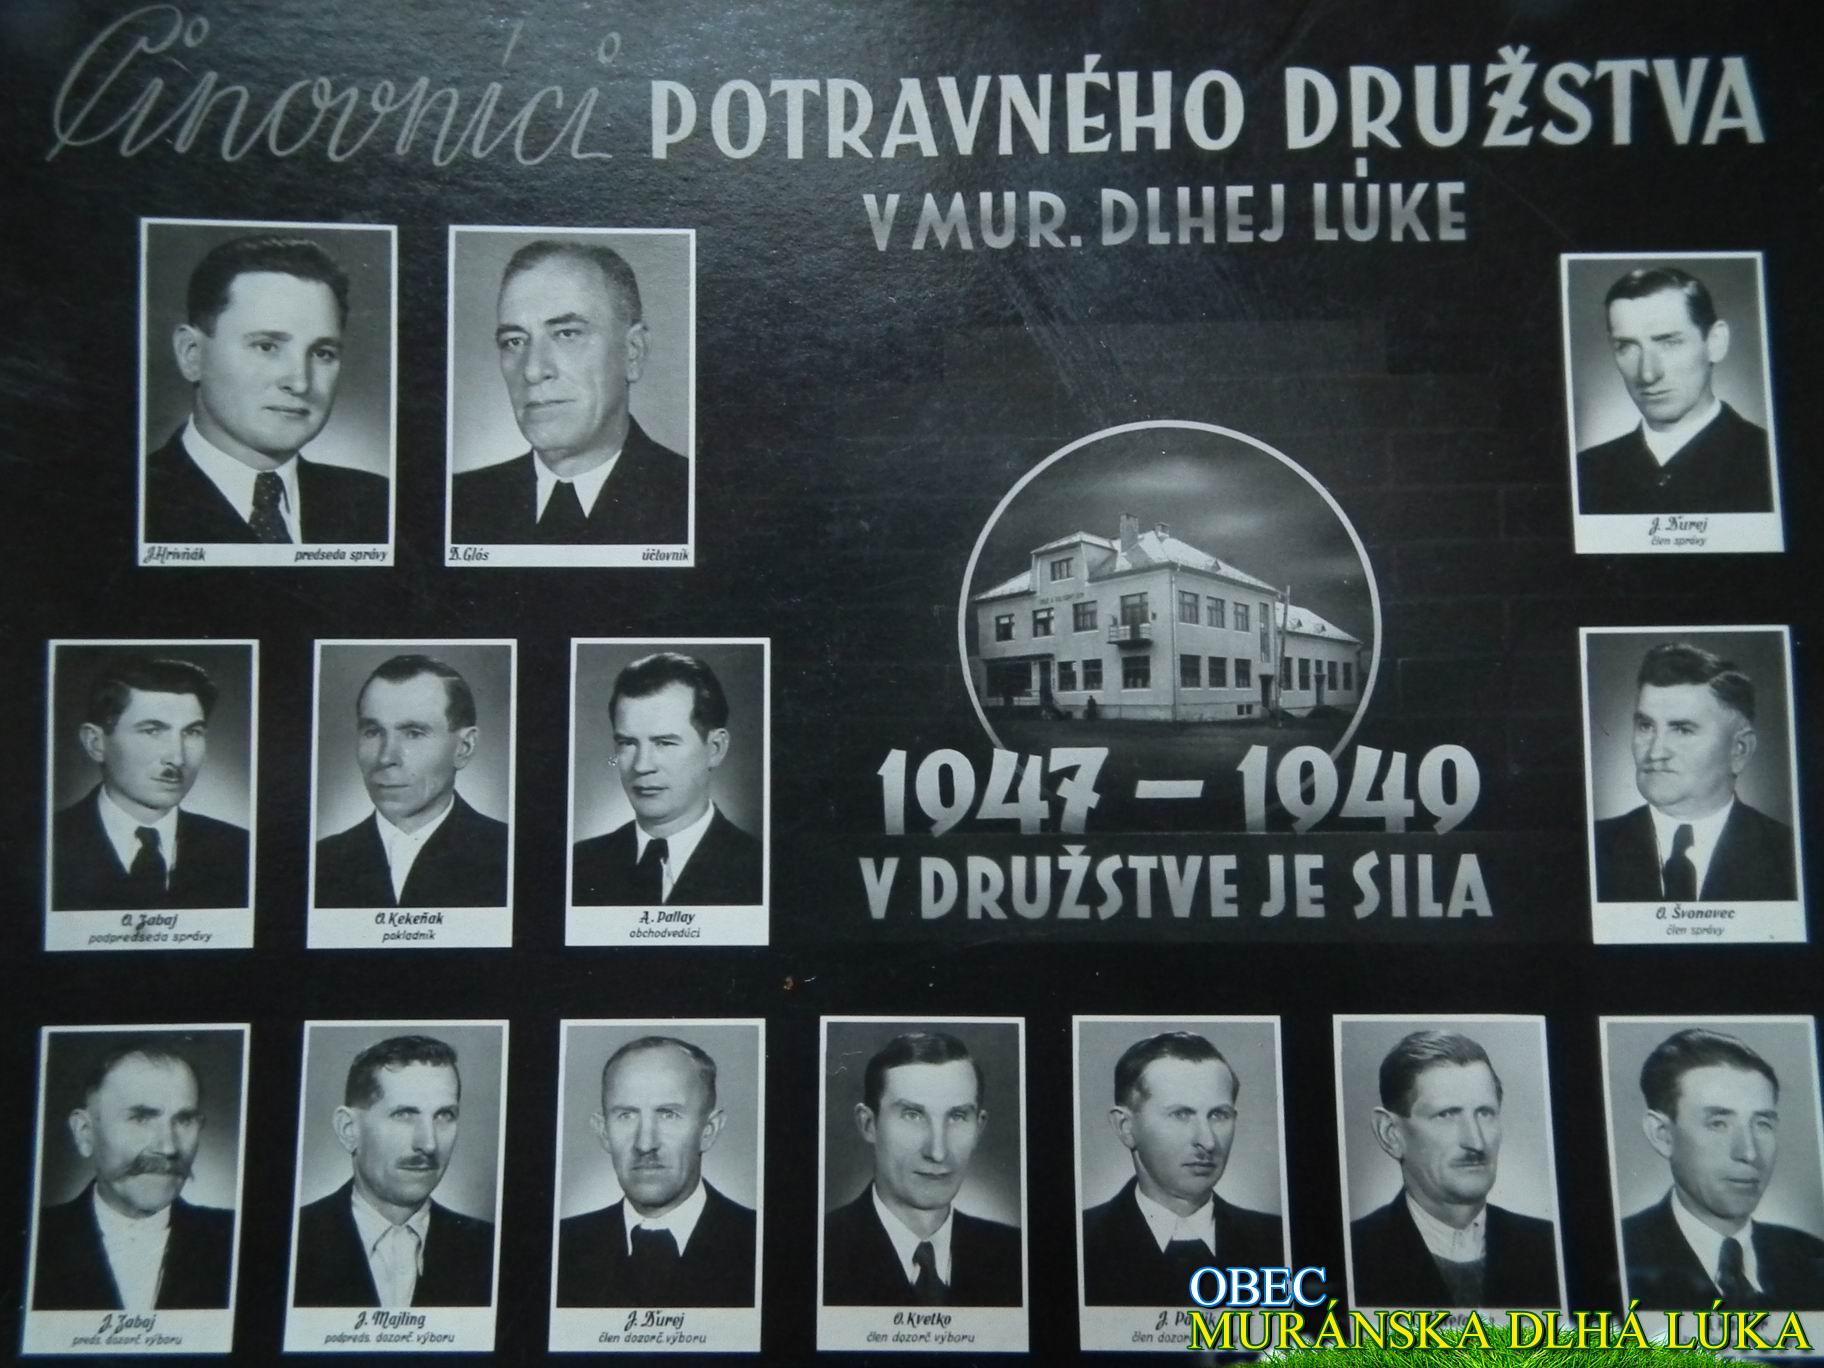 Činovníci POTRAVNÉHO DRUŽSTVA
V MUR. DLHEJ LÚKE
J. Hrivňák predseda správy
D. Glós účtovník
J. Ďurej
člen správy
O. Zabaj
podpredseda správy
O. Kekeňak
pokladník
A. Pallay
obchodvedúci
1947 – 1949
V DRUŽSTVE JE SILA
O. Švonavec
člen správy
J. Zabaj
preds. dozorč. výboru
J. Majling
podpreds. dozorč. výboru
J. Ďurej
člen dozorč. výboru
O. Kvetko
člen dozorč. výboru
J.
člen
OBEC
MURÁNSKA DLHÁ LÚKA